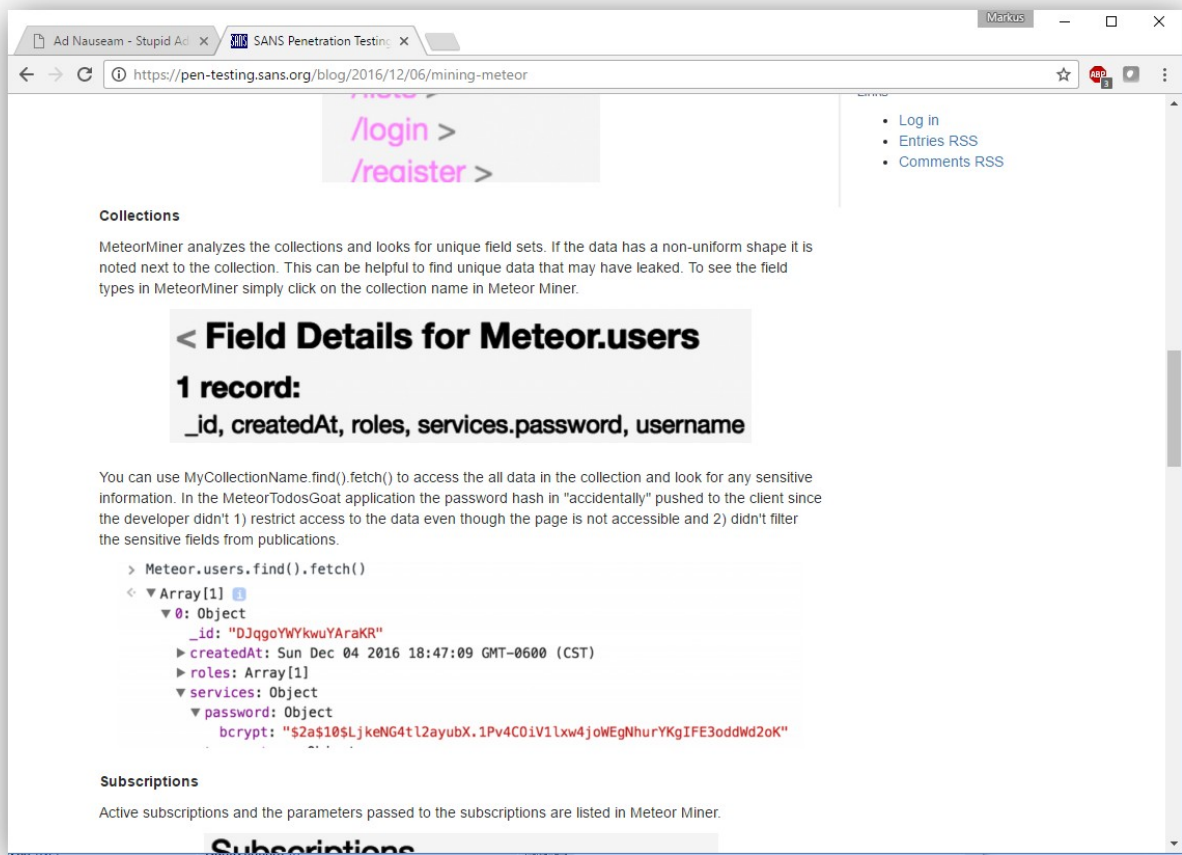 Markus
Ad Nauseam - Stupid Ad
SANS Penetration Testing
https://pen-testing.sans.org/blog/2016/12/06/mining-meteor
ABP
3
/lists >
/login >
/register >
Links
Log in
Entries RSS
Comments RSS
Collections
MeteorMiner analyzes the collections and looks for unique field sets. If the data has a non-uniform shape it is
noted next to the collection. This can be helpful to find unique data that may have leaked. To see the field
types in MeteorMiner simply click on the collection name in Meteor Miner.
< Field Details for Meteor.users
1 record:
_id, createdAt, roles, services.password, username
You can use MyCollectionName.find().fetch() to access the all data in the collection and look for any sensitive
information. In the MeteorTodosGoat application the password hash in "accidentally" pushed to the client since
the developer didn't 1) restrict access to the data even though the page is not accessible and 2) didn't filter
the sensitive fields from publications.
> Meteor.users.find().fetch()
< ▼ Array[1] i
▼ 0: Object
_id: "DJqgoYWYkwuYAraKR"
▶ createdAt: Sun Dec 04 2016 18:47:09 GMT-0600 (CST)
▶ roles: Array[1]
▼ services: Object
▼ password: Object
bcrypt: "$2a$10$LjkeNG4tl2ayubX.1Pv4COiV1lxw4joWEgNhurYKgIFE3oddWd2oK"
Subscriptions
Active subscriptions and the parameters passed to the subscriptions are listed in Meteor Miner.
Subscriptions